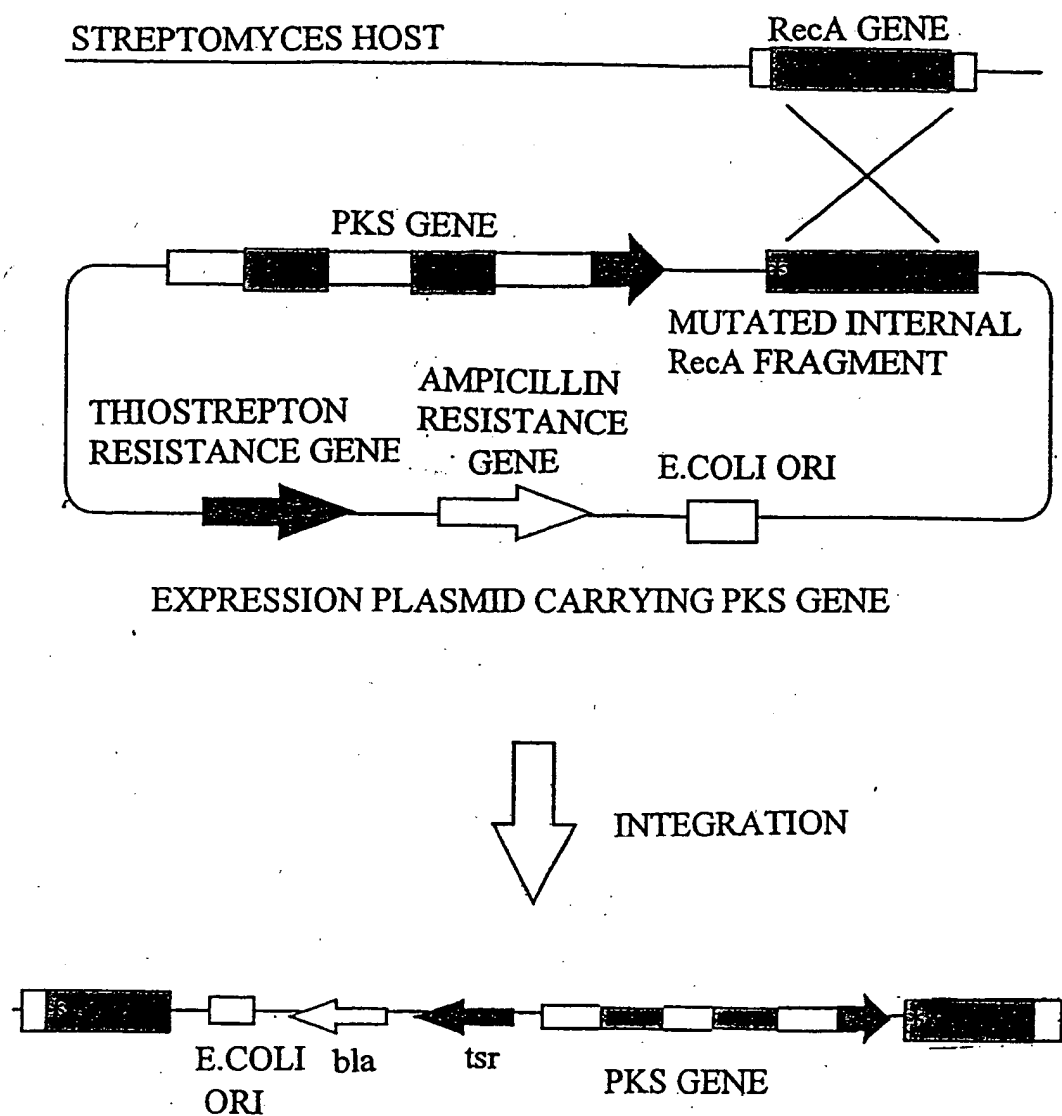 STREPTOMYCES HOST
RecA GENE
PKS GENE
MUTATED INTERNAL
RecA FRAGMENT
THIOSTREPTON
RESISTANCE GENE
AMPICILLIN
RESISTANCE
GENE
E.COLI ORI
EXPRESSION PLASMID CARRYING PKS GENE
INTEGRATION
E.COLI
ORI
bla
tsr
PKS GENE